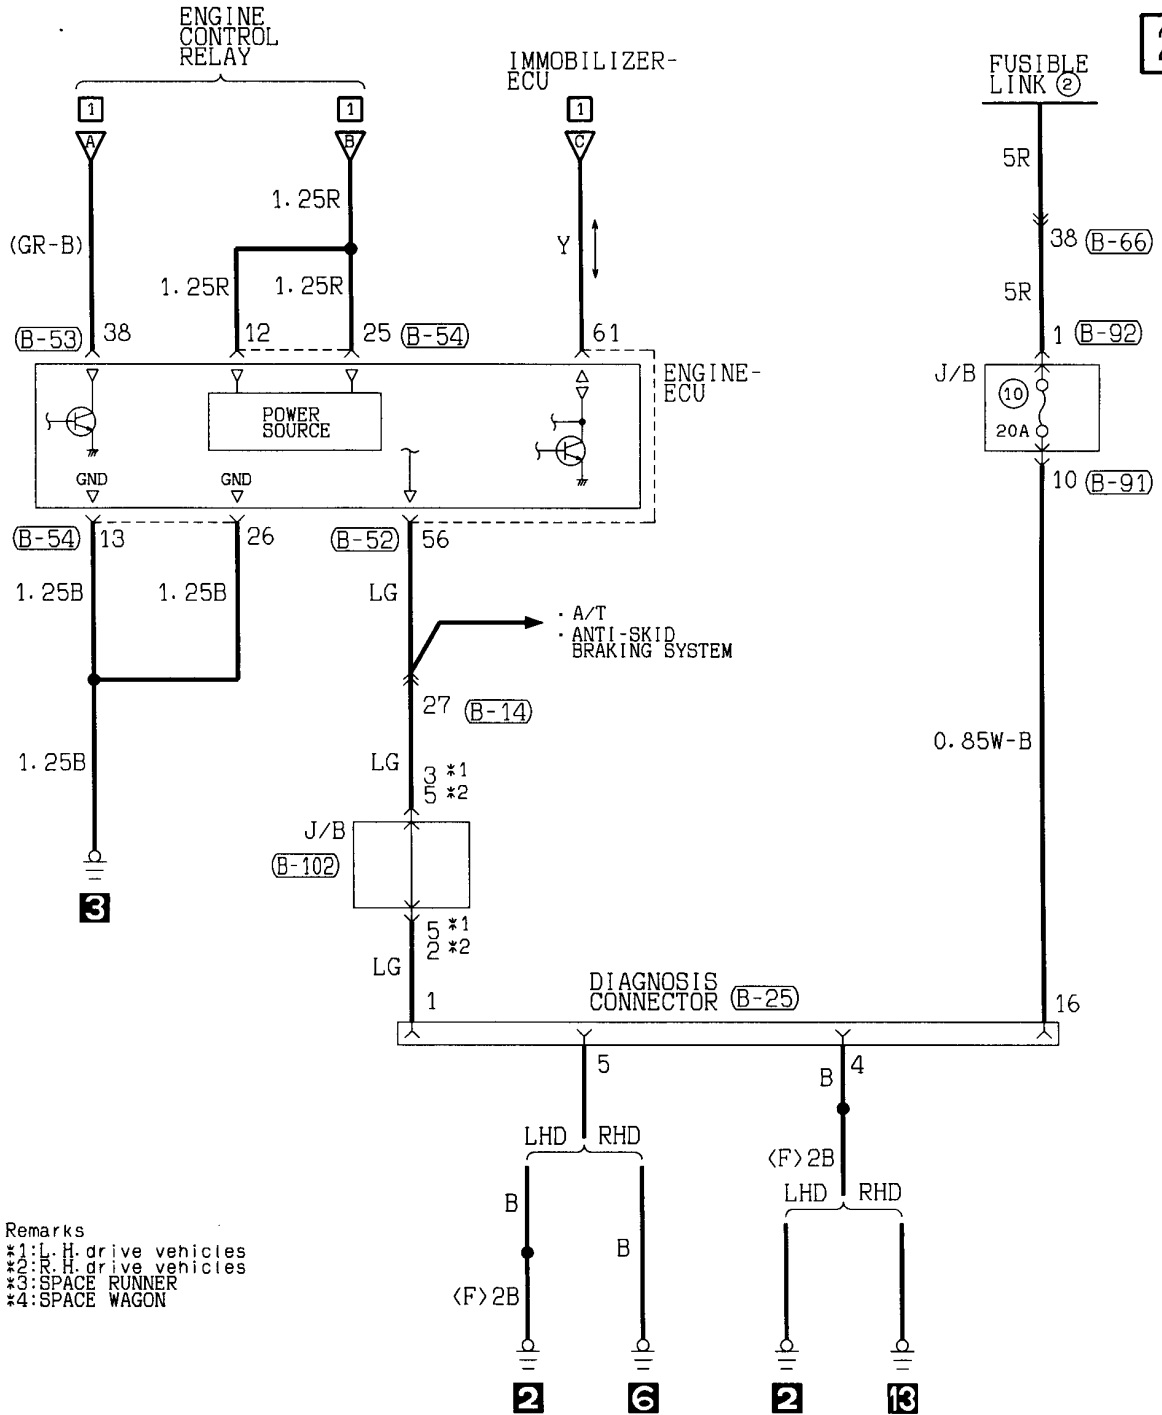 ENGINE
CONTROL
RELAY
IMMOBILIZER-
ECU
FUSIBLE
LINK ②
1
1
1
A
B
C
5R
1.25R
(GR-B)
Y
38 (B-66)
1.25R
1.25R
5R
(B-53) 38
12
25 (B-54)
61
1 (B-92)
J/B
ENGINE-
ECU
⑩
20A
POWER
SOURCE
GND
GND
10 (B-91)
(B-54) 13
26
(B-52) 56
1.25B
1.25B
LG
· A/T
· ANTI-SKID
BRAKING SYSTEM
27 (B-14)
0.85W-B
1.25B
LG
3 *1
5 *2
J/B
(B-102)
3
5 *1
2 *2
LG
DIAGNOSIS
CONNECTOR (B-25)
1
16
5
4
B
LHD RHD
<F>2B
LHD RHD
B
B
<F>2B
Remarks
*1:L.H.drive vehicles
*2:R.H.drive vehicles
*3:SPACE RUNNER
*4:SPACE WAGON
2
6
2
13